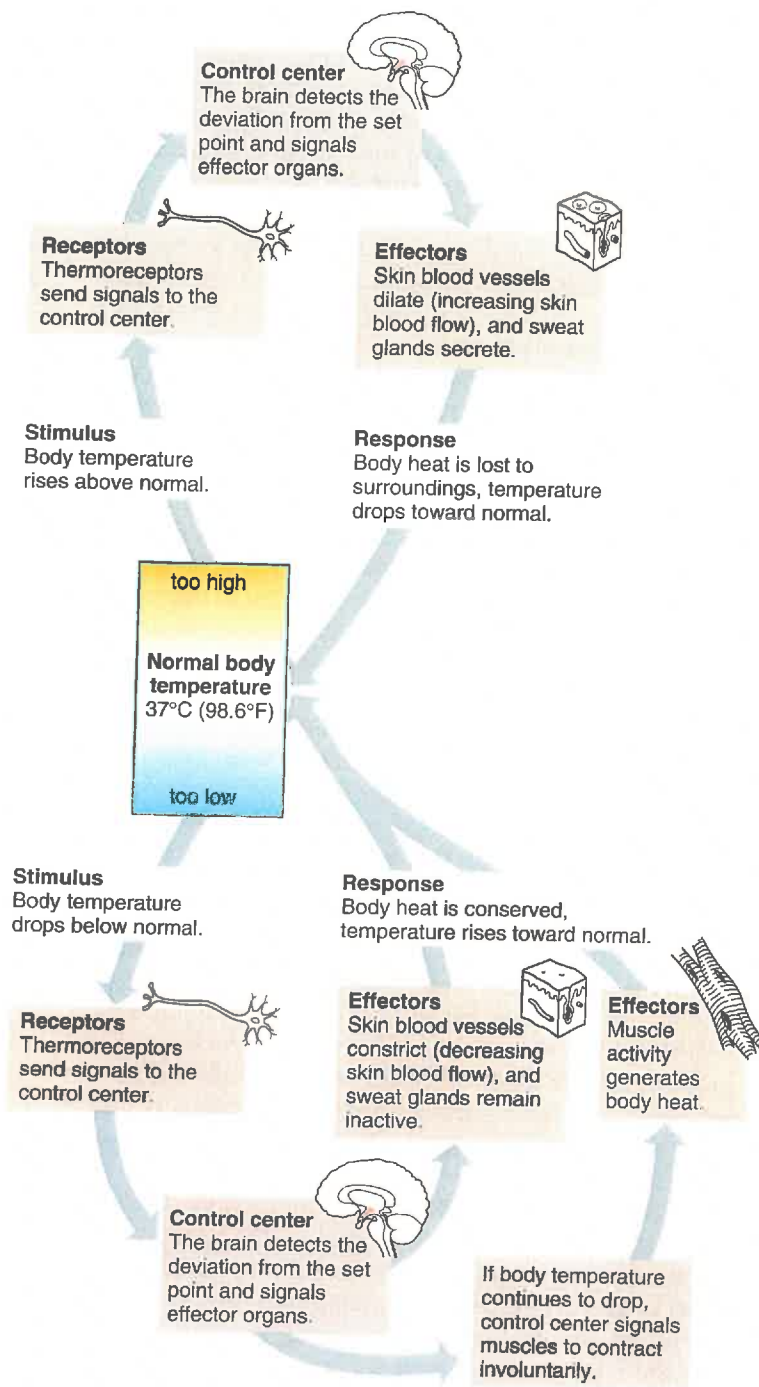 Control center
The brain detects the
deviation from the set
point and signals
effector organs.
Receptors
Thermoreceptors
send signals to the
control center.
Effectors
Skin blood vessels
dilate (increasing skin
blood flow), and sweat
glands secrete.
Stimulus
Body temperature
rises above normal.
Response
Body heat is lost to
surroundings, temperature
drops toward normal.
too high
Normal body
temperature
37°C (98.6°F)
too low
Stimulus
Body temperature
drops below normal.
Response
Body heat is conserved,
temperature rises toward normal.
Receptors
Thermoreceptors
send signals to the
control center.
Effectors
Skin blood vessels
constrict (decreasing
skin blood flow), and
sweat glands remain
inactive.
Effectors
Muscle
activity
generates
body heat.
Control center
The brain detects the
deviation from the set
point and signals
effector organs.
If body temperature
continues to drop,
control center signals
muscles to contract
involuntarily.